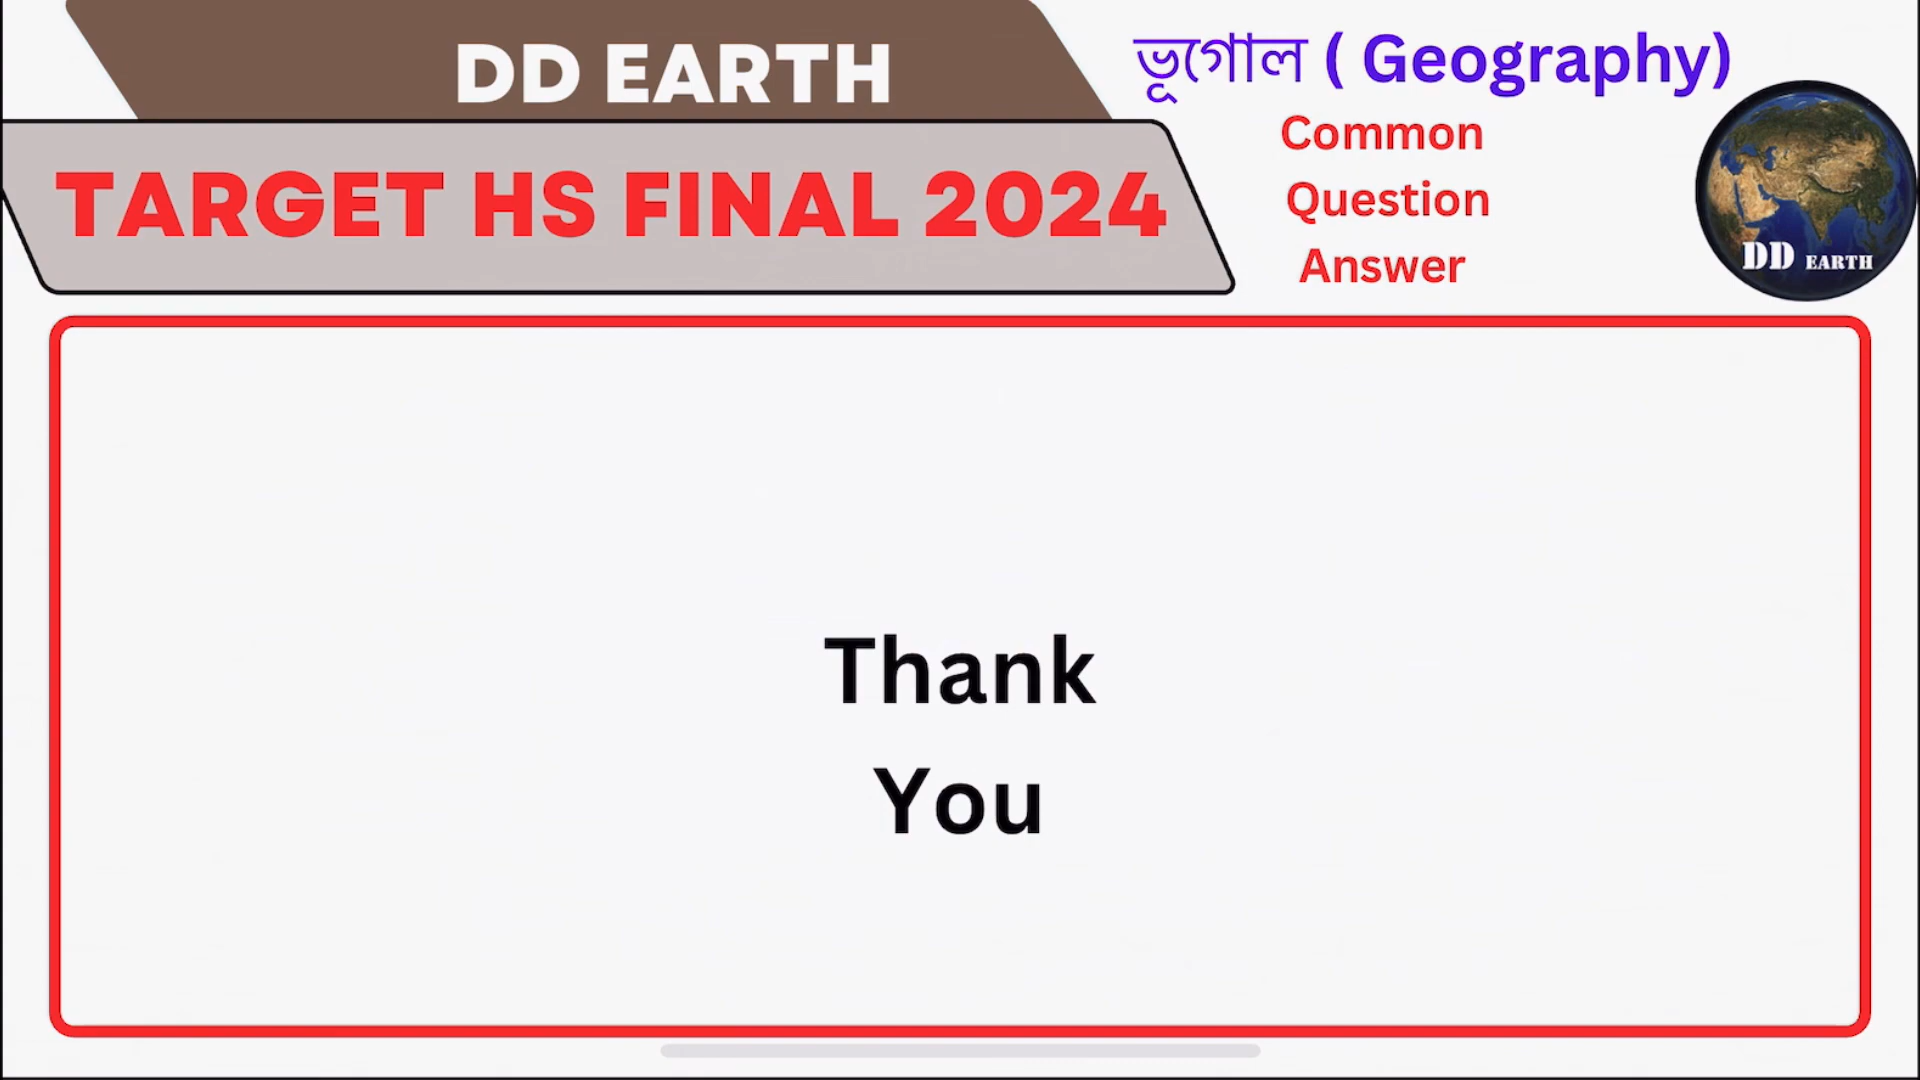 DD EARTH
TARGET HS FINAL 2024
ভূগোল ( Geography)
Common
Question
Answer
DD EARTH
Thank
You